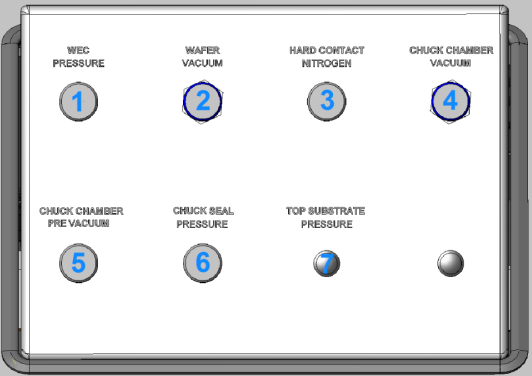 WEC
PRESSURE
WAFER
VACUUM
HARD CONTACT
NITROGEN
CHUCK CHAMBER
VACUUM
1
2
3
4
CHUCK CHAMBER
PRE VACUUM
CHUCK SEAL
PRESSURE
TOP SUBSTRATE
PRESSURE
5
6
7